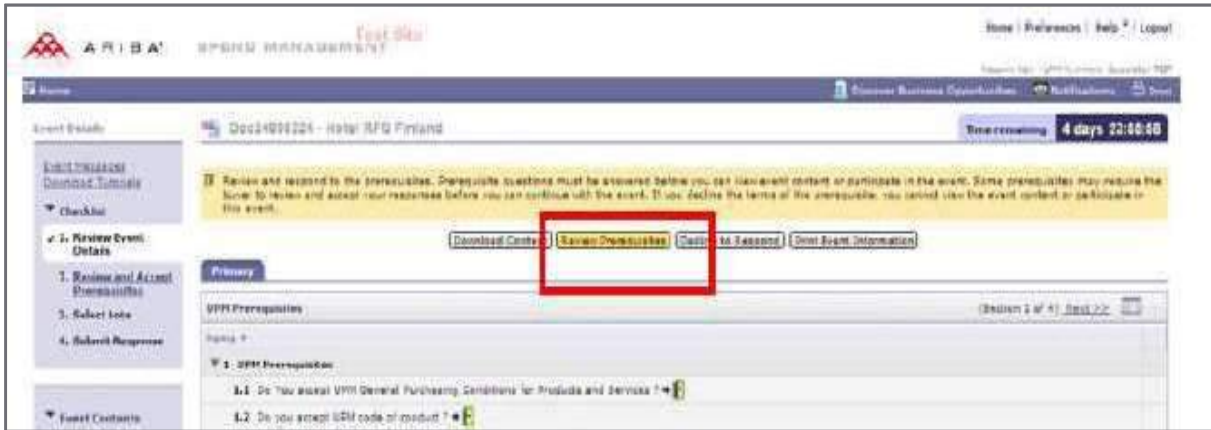 Home | Preferences | Help | Logout
ARIBA SPEND MANAGEMENT
Test Site
Home
Discover Business Opportunities Notifications
Event Details
Doc34896224 - Hotel RFQ Finland
Time remaining
4 days
Event Messages
Download Tutorials
Review and respond to the prerequisites. Prerequisite questions must be answered before you can view event content or participate in the event. Some prerequisites may require the
buyer to review and accept your responses before you can continue with the event. If you decline the terms of the prerequisite, you cannot view the event content or participate in
this event.
Checklist
1. Review Event
Details
Download Content
Review Prerequisites
Decline to Respond
Print Event Information
2. Review and Accept
Prerequisites
Primary
3. Select Lots
UPM Prerequisites
(Section 1 of 4) Next >>
4. Submit Response
Name
1 UPM Prerequisites
1.1 Do You accept UPM General Purchasing Conditions for Products and Services ?
1.2 Do you accept UPM code of conduct ?
Event Contents